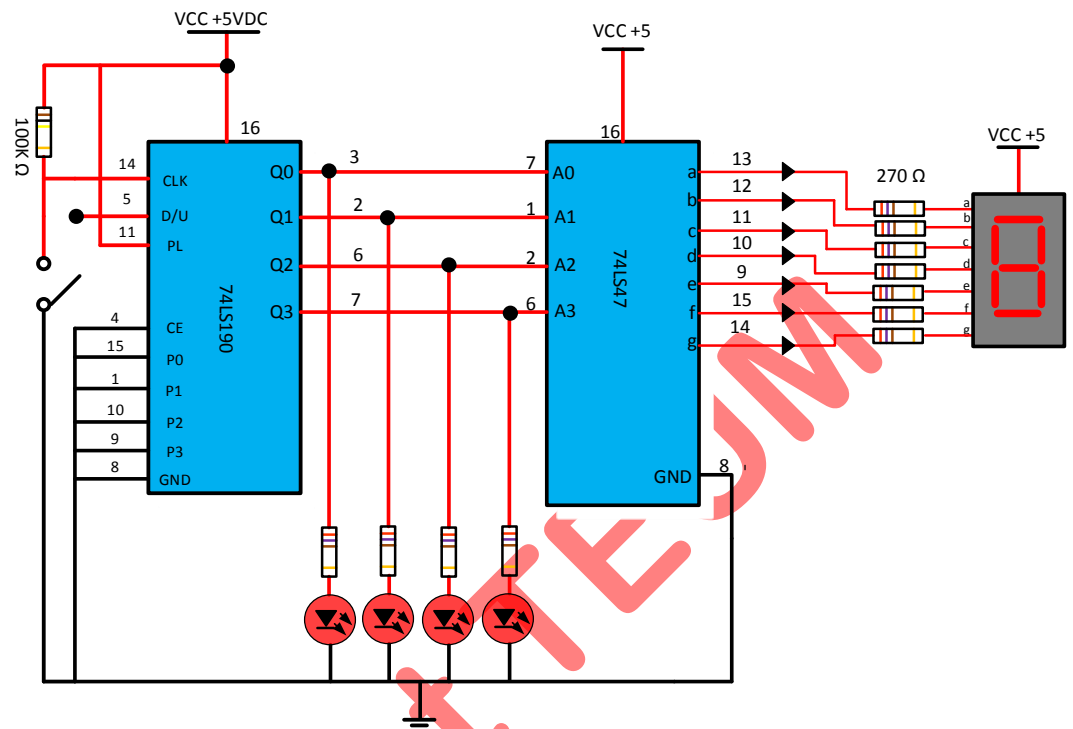 VCC +5VDC
VCC +5
VCC +5
100K Ω
16
16
14
CLK
5
D/U
11
PL
4
CE
15
P0
1
P1
10
P2
9
P3
8
GND
74LS190
Q0
3
Q1
2
Q2
6
Q3
7
7
A0
1
A1
2
A2
6
A3
74LS47
a
13
b
12
c
11
d
10
e
9
f
15
g
14
GND
8
270 Ω
a
b
c
d
e
f
g
TEUM